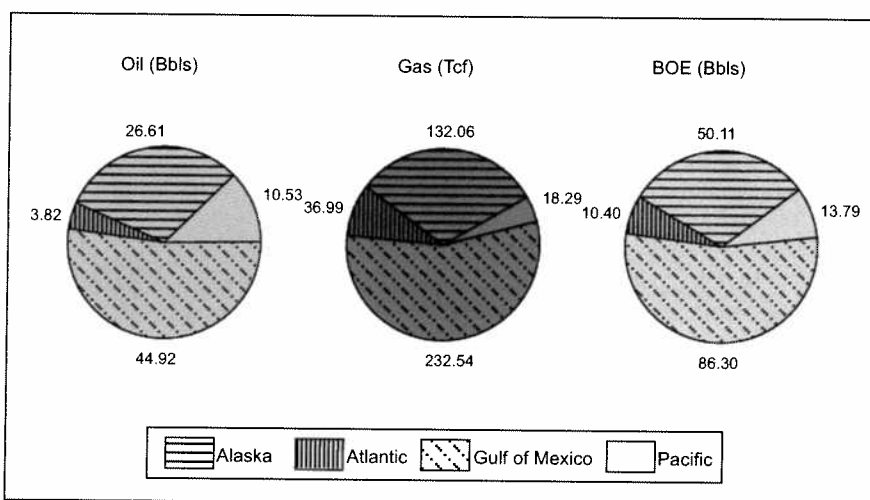 Oil (Bbls) Gas (Tcf) BOE (Bbls)
26.61 132.06 50.11
3.82 10.53 36.99 18.29 10.40 13.79
44.92 232.54 86.30
Alaska Atlantic Gulf of Mexico Pacific